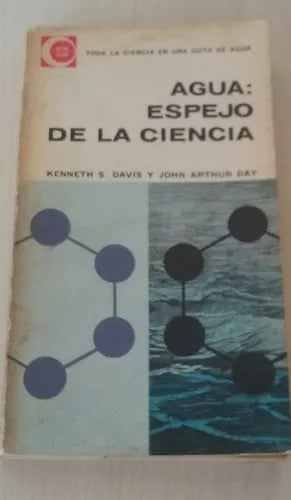 TODA LA CIENCIA EN UNA GOTA DE AGUA
AGUA:
ESPEJO
DE LA CIENCIA
KENNETH S. DAVIS Y JOHN ARTHUR DAY